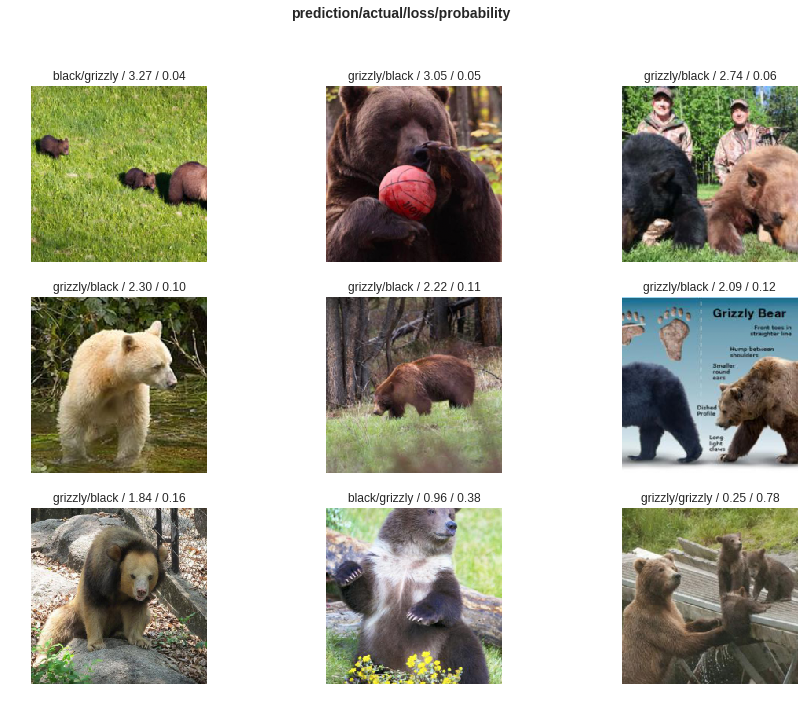 prediction/actual/loss/probability
black/grizzly / 3.27 / 0.04
grizzly/black / 3.05 / 0.05
grizzly/black / 2.74 / 0.06
grizzly/black / 2.30 / 0.10
grizzly/black / 2.22 / 0.11
grizzly/black / 2.09 / 0.12
Grizzly Bear
Front toes in
straighter line
Hump between
shoulders
Smaller
round
ears
Dished
Profile
Long
light
claws
grizzly/black / 1.84 / 0.16
black/grizzly / 0.96 / 0.38
grizzly/grizzly / 0.25 / 0.78